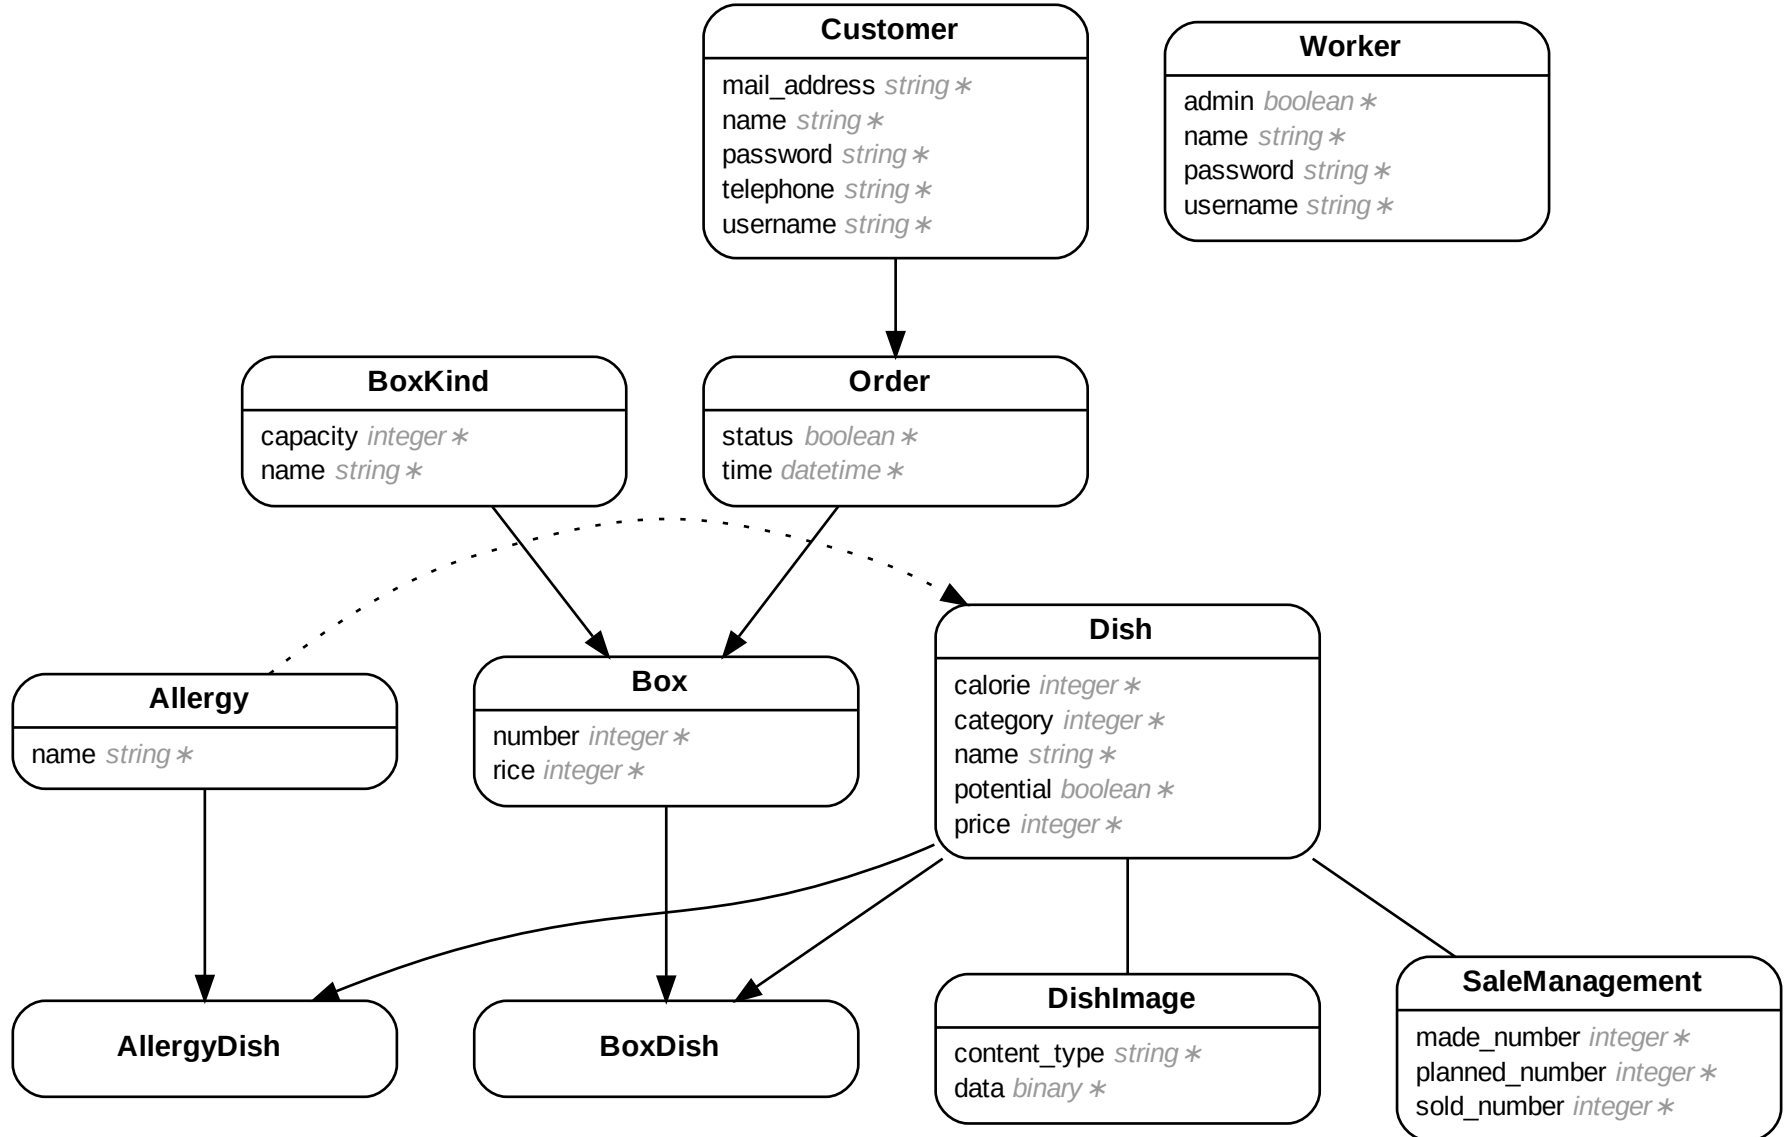 Customer
mail_address string ∗
name string ∗
password string ∗
telephone string ∗
username string ∗
Worker
admin boolean ∗
name string ∗
password string ∗
username string ∗
BoxKind
capacity integer ∗
name string ∗
Order
status boolean ∗
time datetime ∗
Allergy
name string ∗
Box
number integer ∗
rice integer ∗
Dish
calorie integer ∗
category integer ∗
name string ∗
potential boolean ∗
price integer ∗
AllergyDish
BoxDish
DishImage
content_type string ∗
data binary ∗
SaleManagement
made_number integer ∗
planned_number integer ∗
sold_number integer ∗